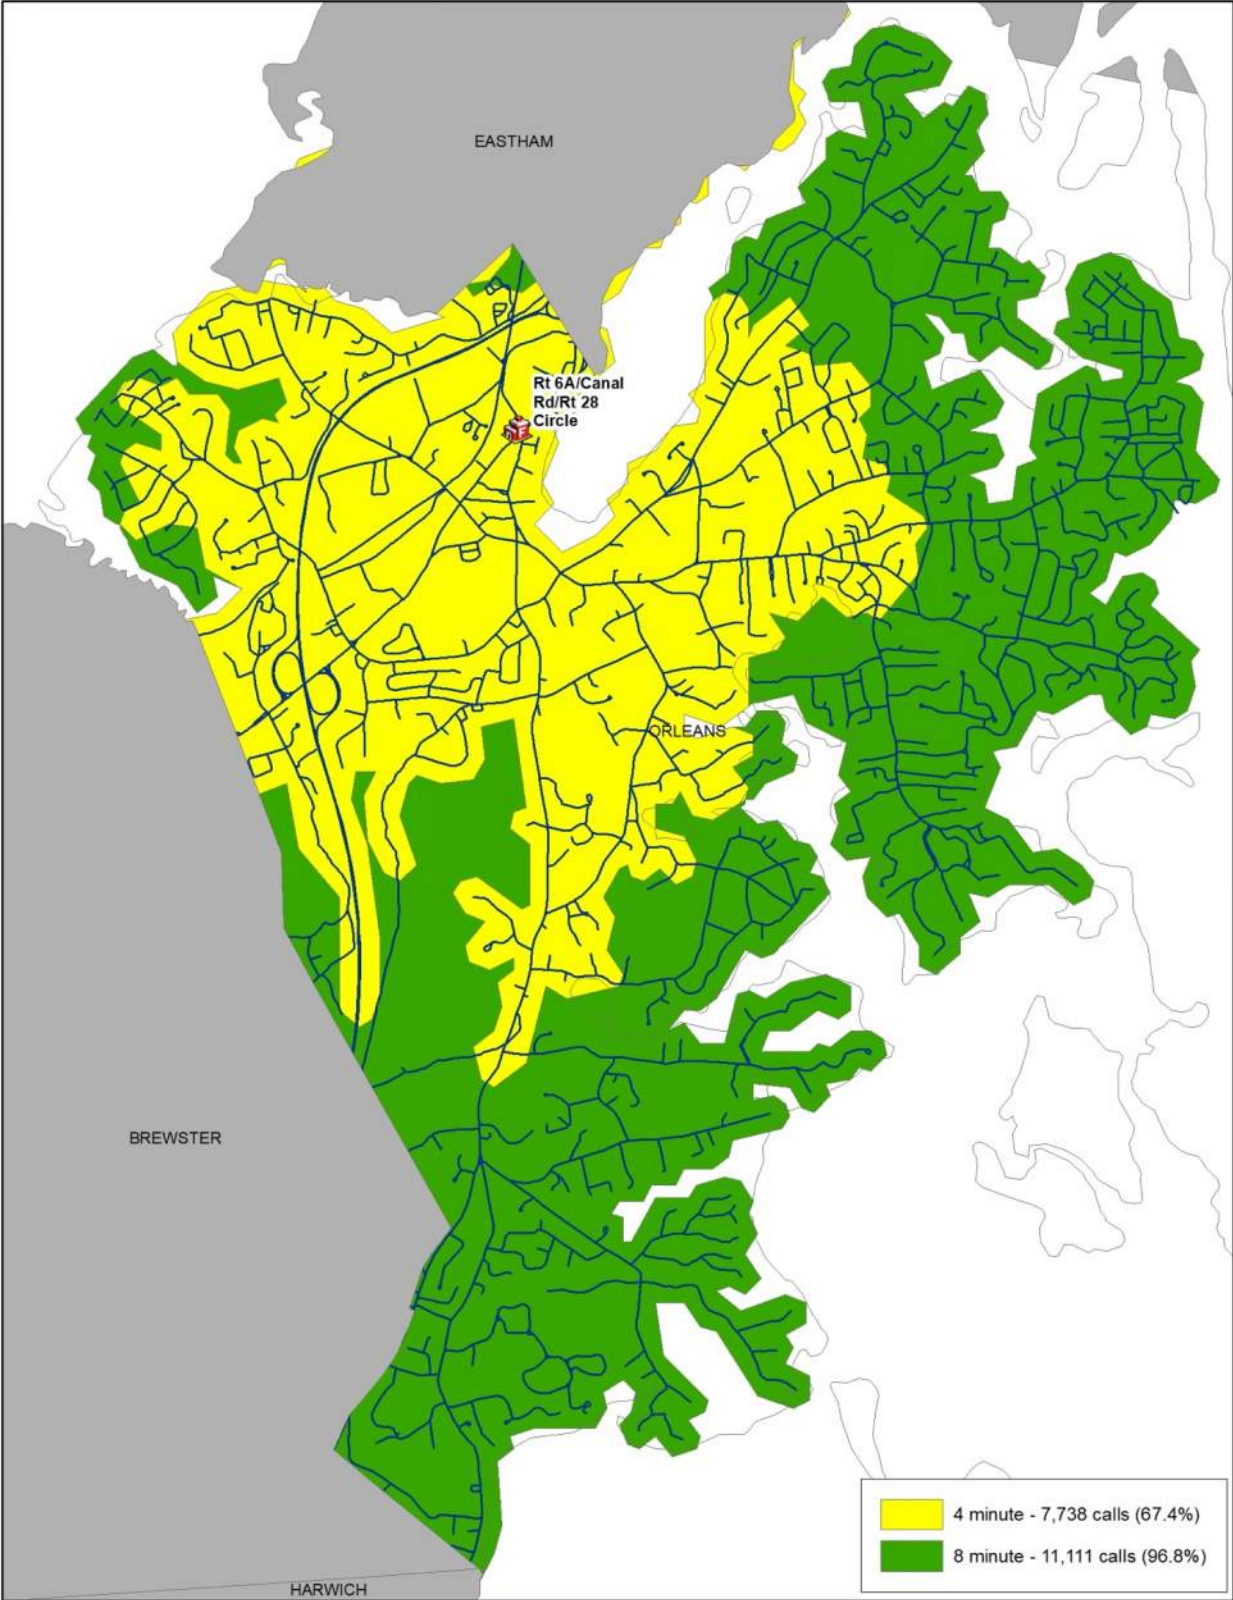 EASTHAM
Rt 6A/Canal
Rd/Rt 28
Circle
ORLEANS
BREWSTER
4 minute - 7,738 calls (67.4%)
8 minute - 11,111 calls (96.8%)
HARWICH